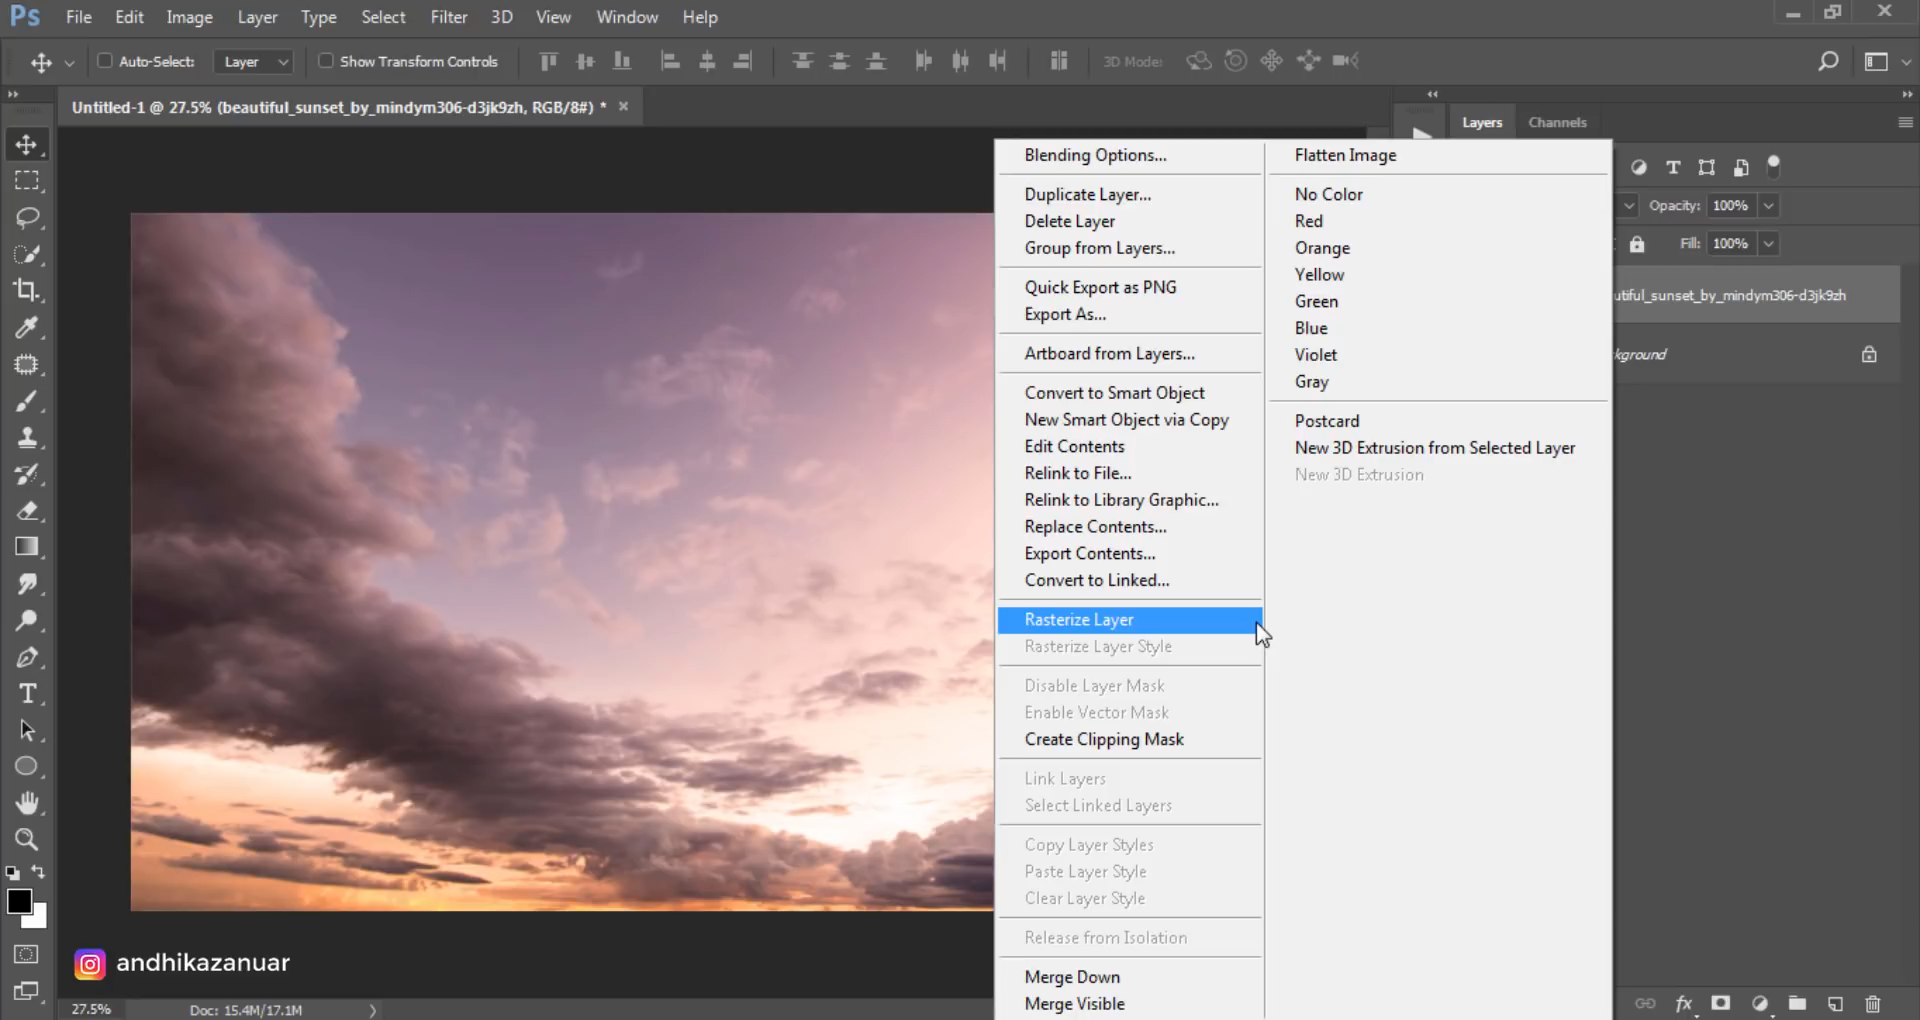 Ps File Edit Image Layer Type Select Filter 3D View Window Help
Auto-Select: Layer Show Transform Controls 3D Mode:
Untitled-1 @ 27.5% (beautiful_sunset_by_mindym306-d3jk9zh, RGB/8#) *
Layers Channels
Blending Options...
Duplicate Layer...
Delete Layer
Group from Layers...
Quick Export as PNG
Export As...
Artboard from Layers...
Convert to Smart Object
New Smart Object via Copy
Edit Contents
Relink to File...
Relink to Library Graphic...
Replace Contents...
Export Contents...
Convert to Linked...
Rasterize Layer
Rasterize Layer Style
Disable Layer Mask
Enable Vector Mask
Create Clipping Mask
Link Layers
Select Linked Layers
Copy Layer Styles
Paste Layer Style
Clear Layer Style
Release from Isolation
Merge Down
Merge Visible
Flatten Image
No Color
Red
Orange
Yellow
Green
Blue
Violet
Gray
Postcard
New 3D Extrusion from Selected Layer
New 3D Extrusion
Opacity: 100%
Fill: 100%
utiful_sunset_by_mindym306-d3jk9zh
kground
andhikazanuar
27.5% Doc: 15.4M/17.1M